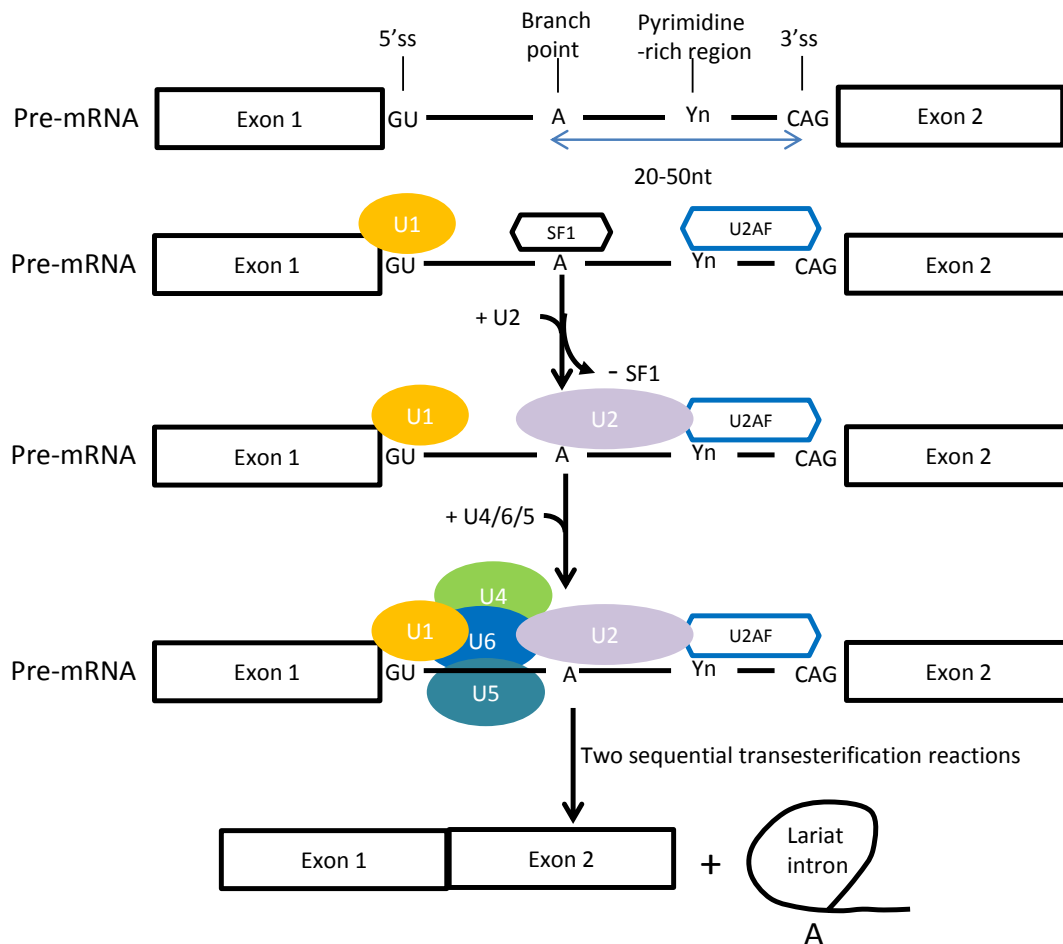 Branch
point
Pyrimidine
-rich region
5’ss
3’ss
Pre-mRNA
Exon 1
GU
A
Yn
CAG
Exon 2
20-50nt
U1
SF1
U2AF
Pre-mRNA
Exon 1
GU
A
Yn
CAG
Exon 2
+ U2
- SF1
U1
U2
U2AF
Pre-mRNA
Exon 1
GU
A
Yn
CAG
Exon 2
+ U4/6/5
U4
U1
U6
U2
U2AF
Pre-mRNA
Exon 1
GU
U5
A
Yn
CAG
Exon 2
Two sequential transesterification reactions
Exon 1
Exon 2
+
Lariat
intron
A